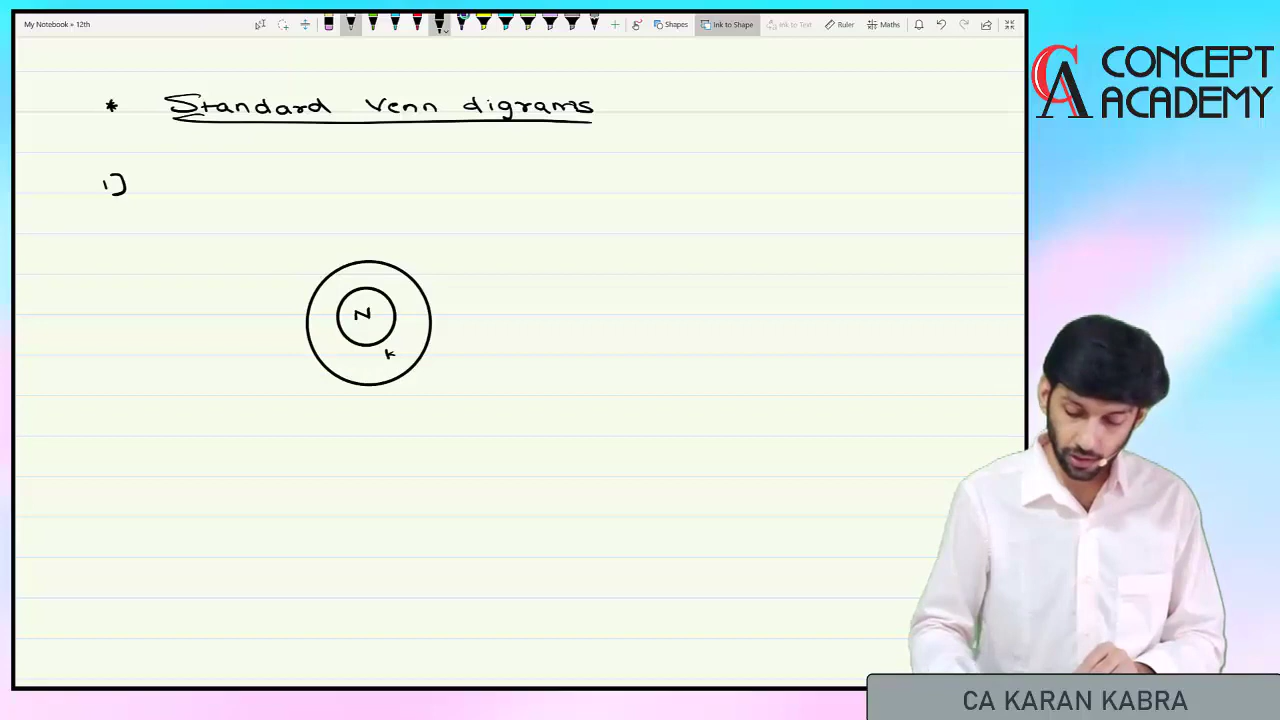 My Notebook » 12th
Shapes
Ink to Shape
Ink to Text
Ruler
Maths
CONCEPT
ACADEMY
CA
* Standard Venn digrams
1]
N
K
CA KARAN KABRA